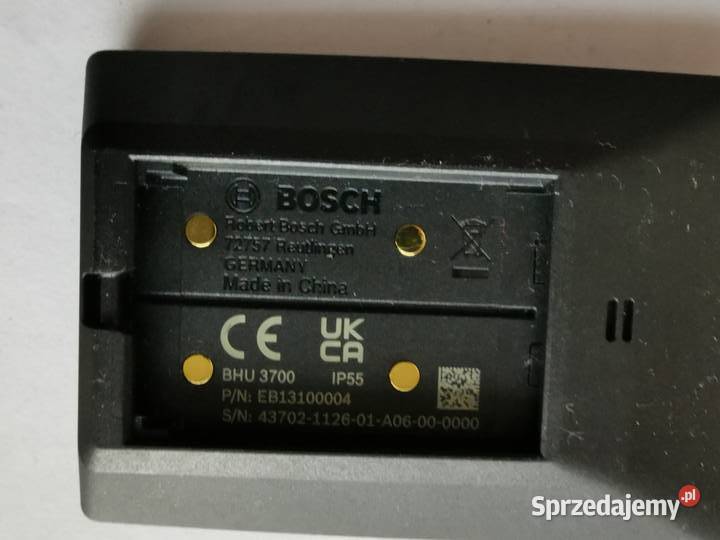 BOSCH
Robert Bosch GmbH
72757 Reutlingen
GERMANY
Made in China
CE UK CA
BHU 3700 IP55
P/N: EB13100004
S/N: 43702-1126-01-A06-00-0000
Sprzedajemy.pl